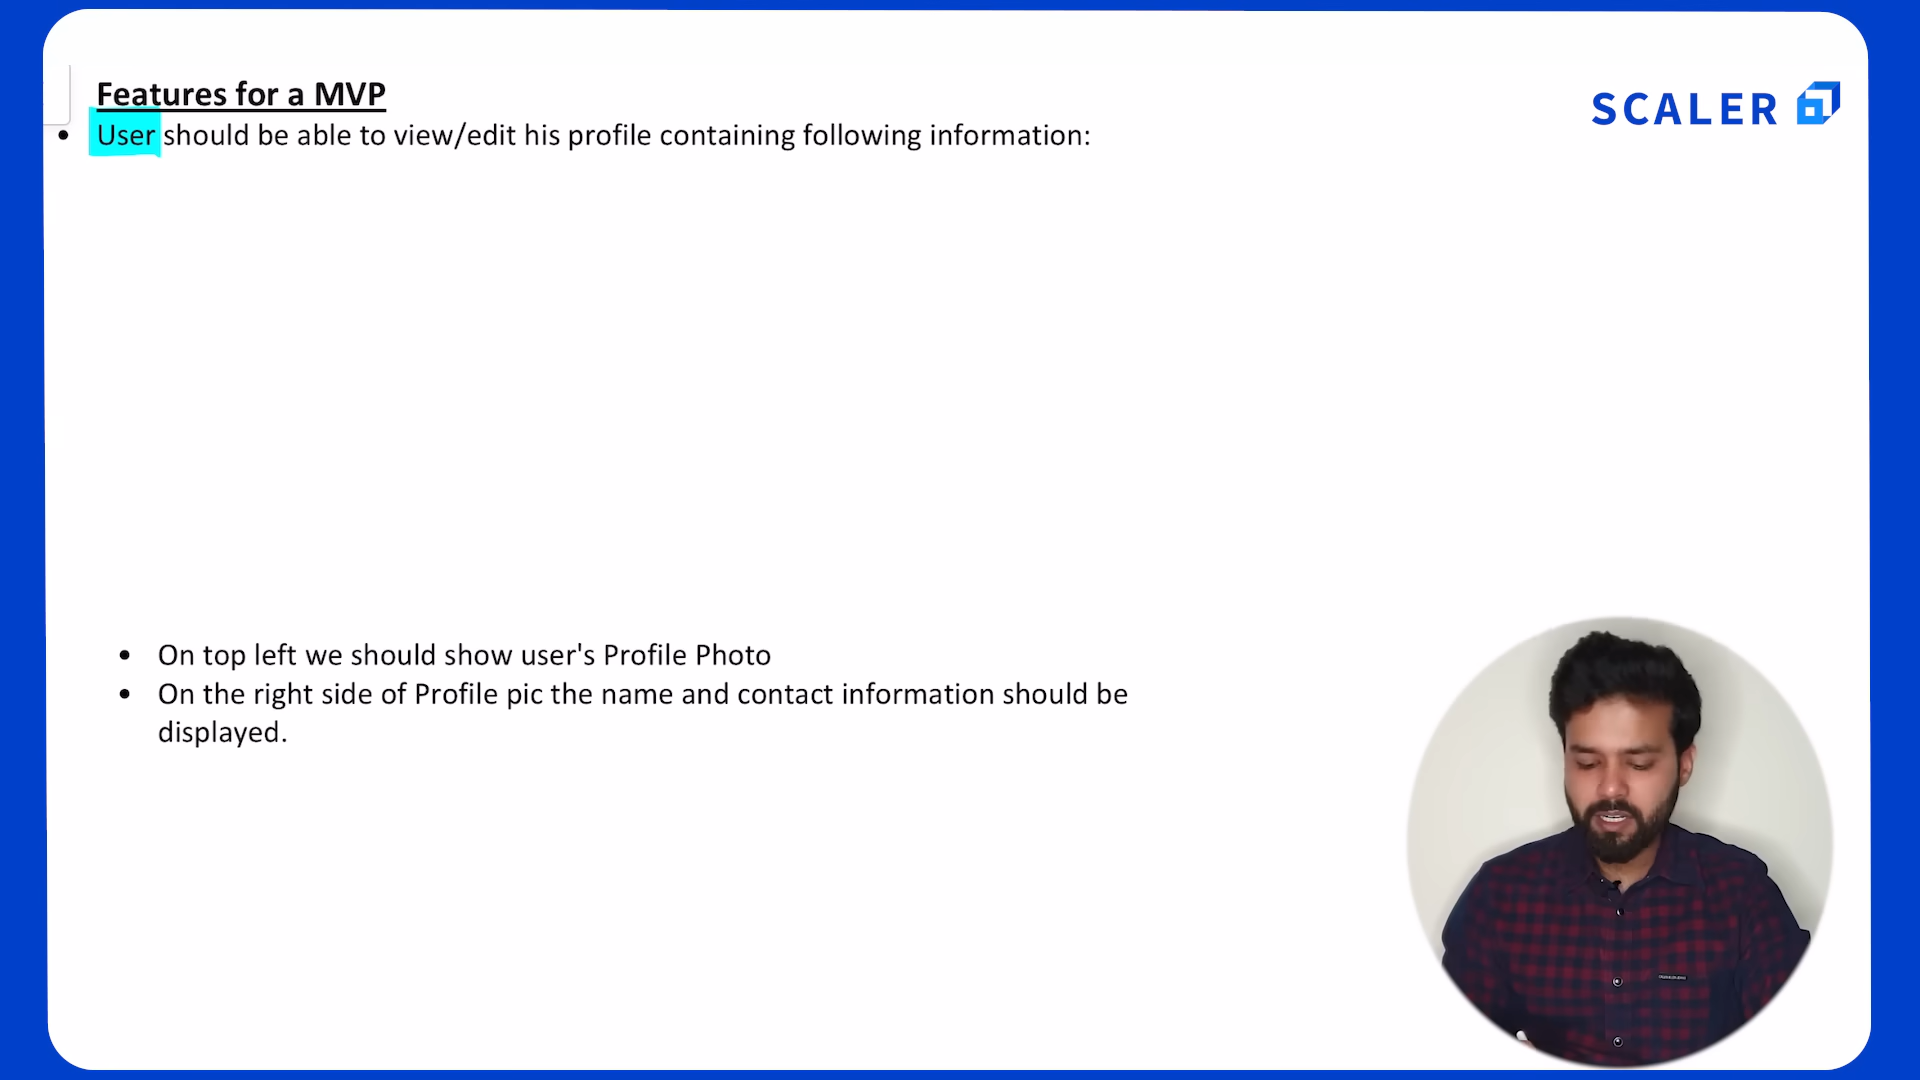 Features for a MVP
SCALER
• User should be able to view/edit his profile containing following information:
• On top left we should show user's Profile Photo
• On the right side of Profile pic the name and contact information should be
displayed.